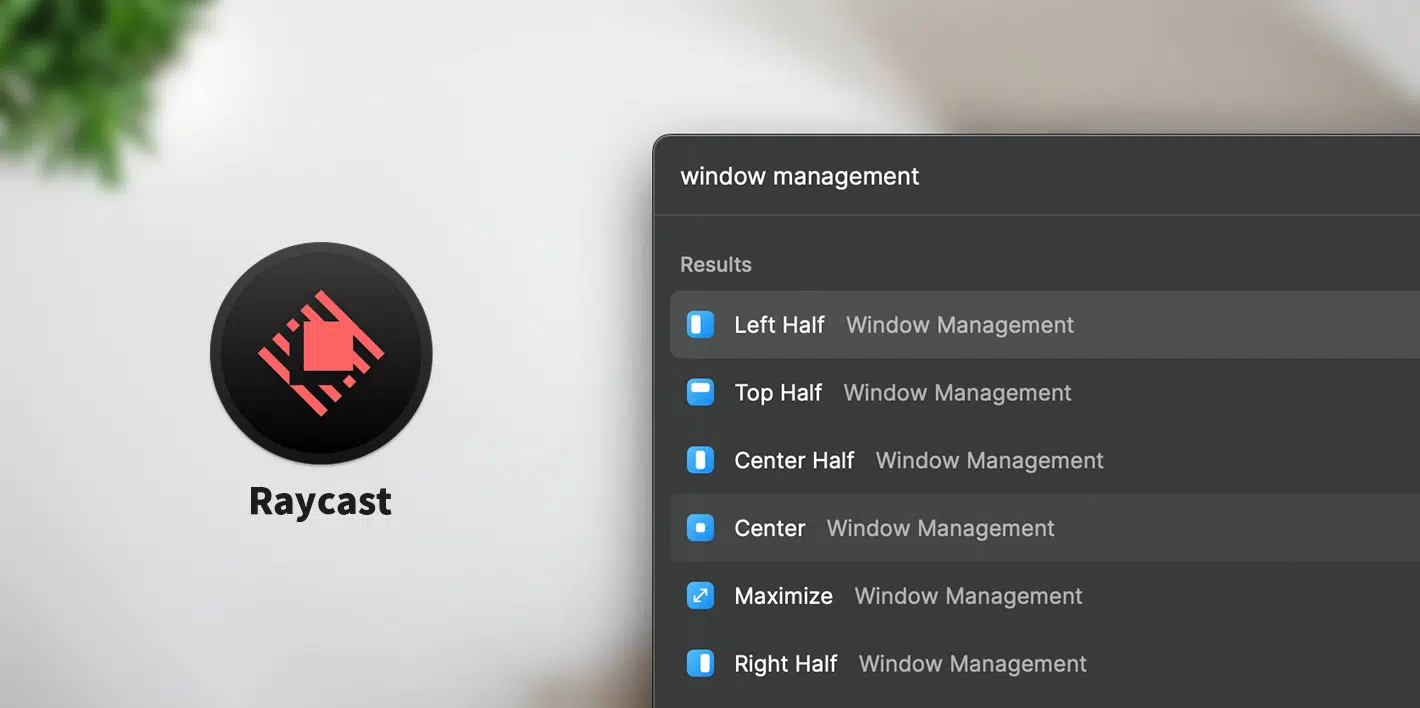 Raycast
window management
Results
Left Half Window Management
Top Half Window Management
Center Half Window Management
Center Window Management
Maximize Window Management
Right Half Window Management